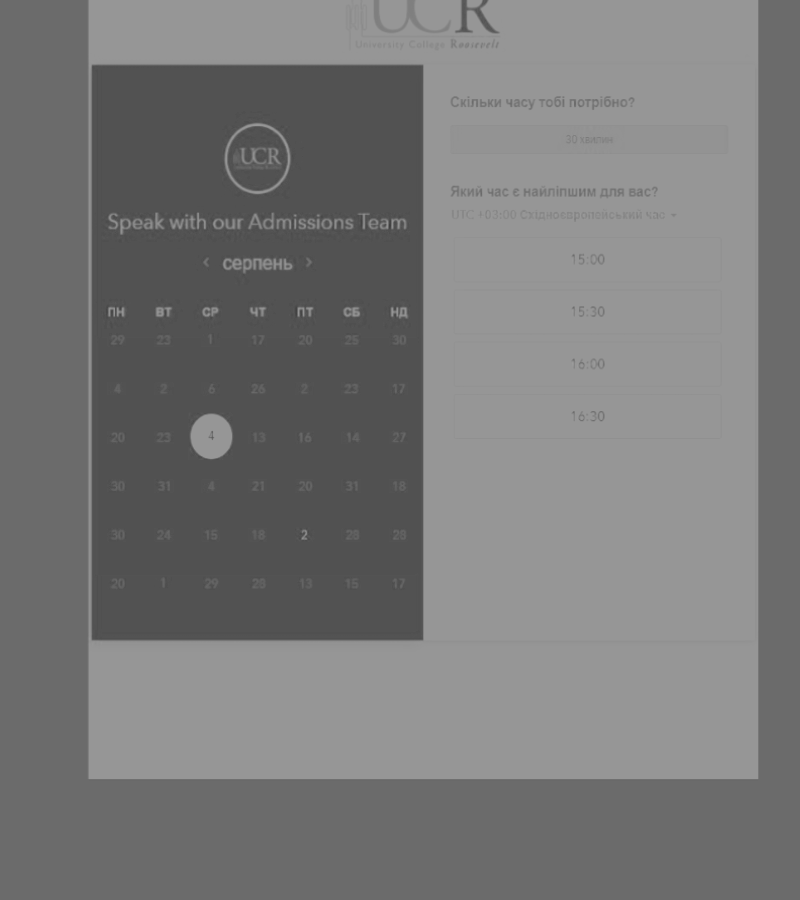 UCR
University College Roosevelt
UCR
Speak with our Admissions Team
‹ серпень ›
ПН ВТ СР ЧТ ПТ СБ НД
29 23 1 17 20 25 30
4 2 6 26 2 23 17
20 23 4 13 16 14 27
30 31 4 21 20 31 18
30 24 15 18 2 28 28
20 1 29 28 13 15 17
Скільки часу тобі потрібно?
30 хвилин
Який час є найліпшим для вас?
UTC +03:00 Східноєвропейський час
15:00
15:30
16:00
16:30